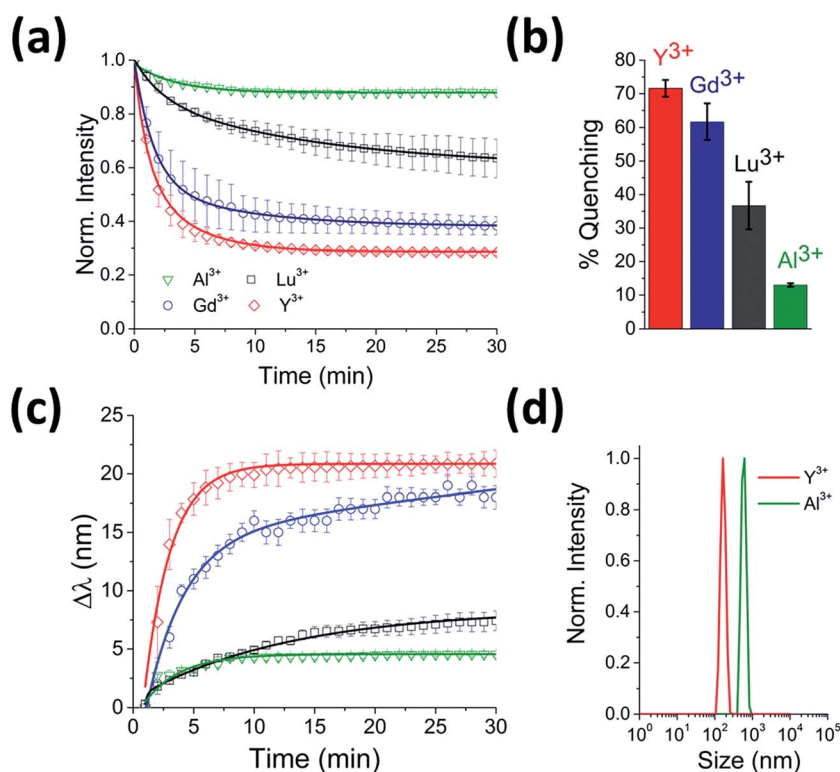 (a)
1.0
0.8
0.6
0.4
0.2
0.0
Norm. Intensity
Al³⁺ Lu³⁺
Gd³⁺ Y³⁺
0 5 10 15 20 25 30
Time (min)
(b)
80
70
60
50
40
30
20
10
0
% Quenching
Y³⁺
Gd³⁺
Lu³⁺
Al³⁺
(c)
25
20
15
10
5
0
Δλ (nm)
0 5 10 15 20 25 30
Time (min)
(d)
1.0
0.8
0.6
0.4
0.2
0.0
Norm. Intensity
Y³⁺
Al³⁺
10⁰ 10¹ 10² 10³ 10⁴ 10⁵
Size (nm)